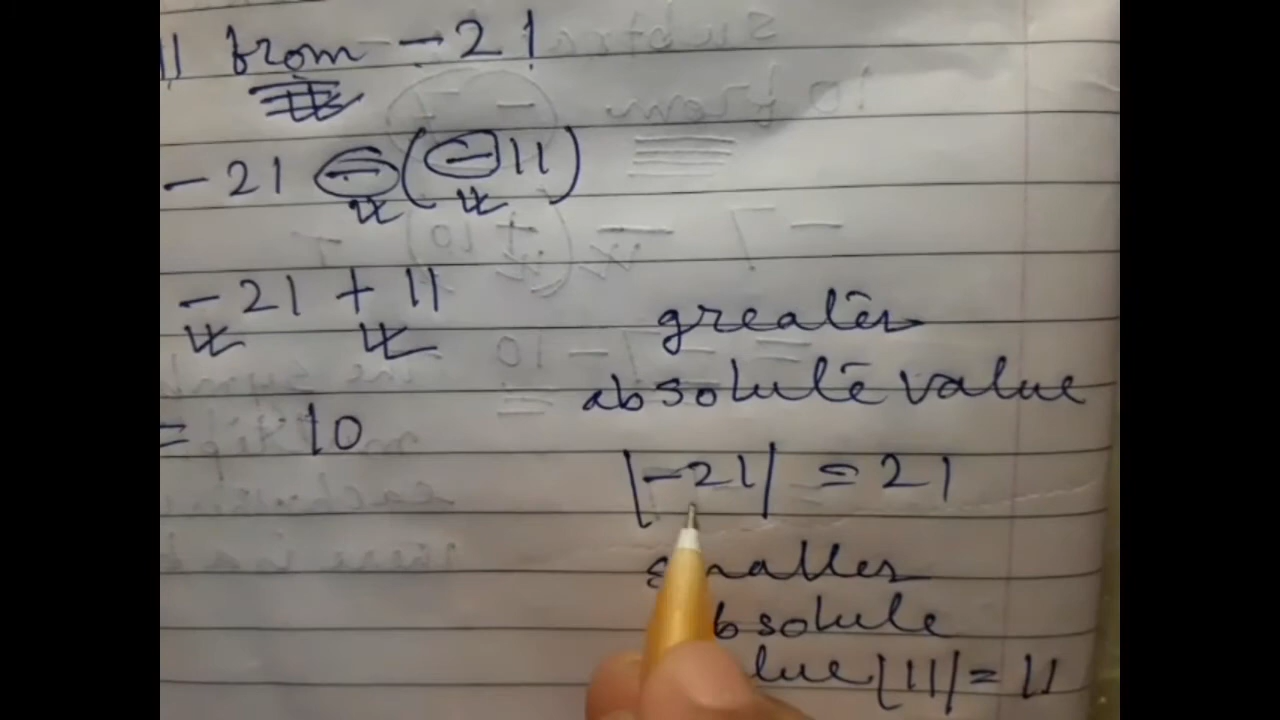 11 from -21
-21 - (-11)
-21 + 11
= 10
greater
absolute value
|-21| = 21
smaller
absolute
value |11| = 11